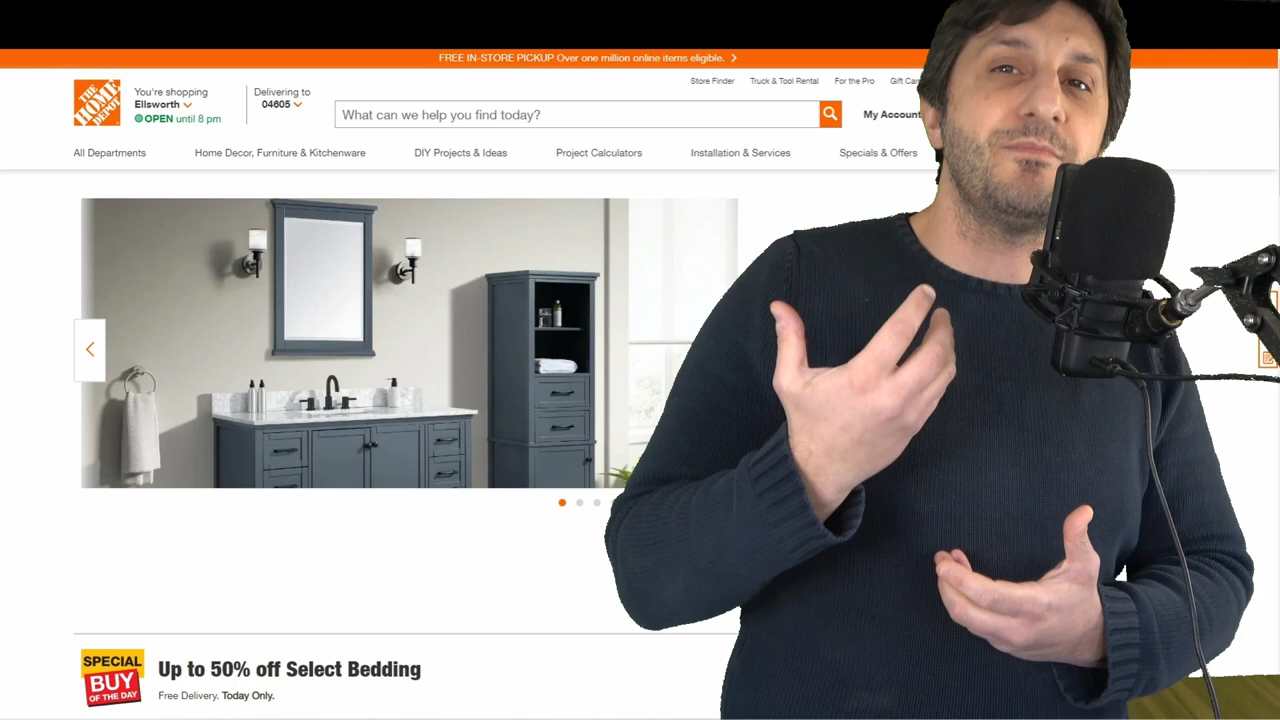 FREE IN-STORE PICKUP Over one million online items eligible.
Store Finder Truck & Tool Rental For the Pro Gift
THE HOME DEPOT
You're shopping
Ellsworth
OPEN until 8 pm
Delivering to
04605
What can we help you find today?
My Account
All Departments Home Decor, Furniture & Kitchenware DIY Projects & Ideas Project Calculators Installation & Services Specials & Offers
SPECIAL
BUY
OF THE DAY
Up to 50% off Select Bedding
Free Delivery. Today Only.